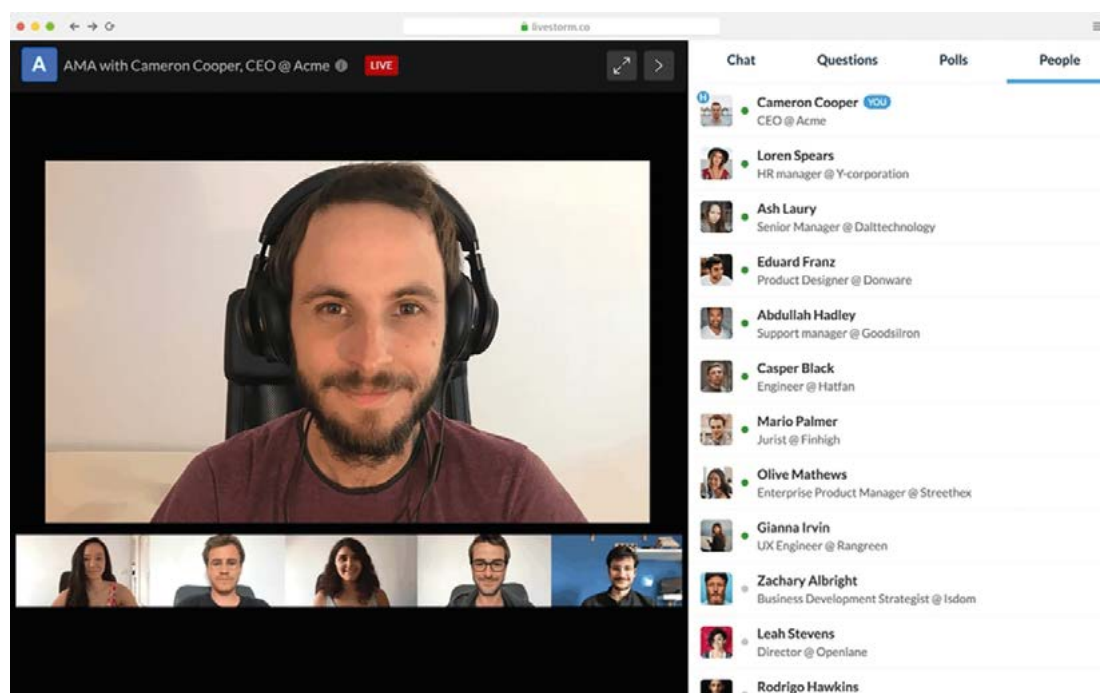 livestorm.co
A AMA with Cameron Cooper, CEO @ Acme LIVE
Chat Questions Polls People
H
Cameron Cooper YOU
CEO @ Acme
Loren Spears
HR manager @ Y-corporation
Ash Laury
Senior Manager @ Dalttechnology
Eduard Franz
Product Designer @ Donware
Abdullah Hadley
Support manager @ Goodsilron
Casper Black
Engineer @ Hatfan
Mario Palmer
Jurist @ Finhigh
Olive Mathews
Enterprise Product Manager @ Streethex
Gianna Irvin
UX Engineer @ Rangreen
Zachary Albright
Business Development Strategist @ Isdom
Leah Stevens
Director @ Openlane
Rodrigo Hawkins